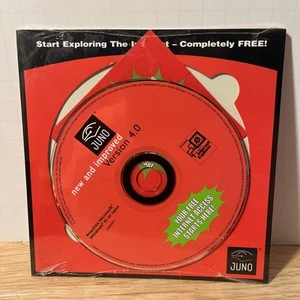 Start Exploring The I t – Completely FREE!
JUNO
new and improved
Version 4.0
YOUR FREE
INTERNET ACCESS
STARTS HERE!
JUNO